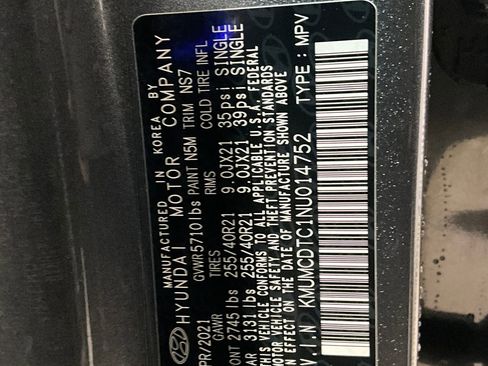 MANUFACTURED IN KOREA BY
HYUNDAI MOTOR COMPANY
GVWR5710lbs PAINT N5M TRIM NS7
PR/2021 GAWR TIRES RIMS COLD TIRE INFL
ONT 2745 lbs 255/40R21 9.0JX21 35psi SINGLE
AR 3131 lbs 255/40R21 9.0JX21 39psi SINGLE
THIS VEHICLE CONFORMS TO ALL APPLICABLE U.S.A. FEDERAL
MOTOR VEHICLE SAFETY AND THEFT PREVENTION STANDARDS
IN EFFECT ON THE DATE OF MANUFACTURE SHOWN ABOVE
V.I.N KMUMCDTC1NU014752 TYPE: MPV